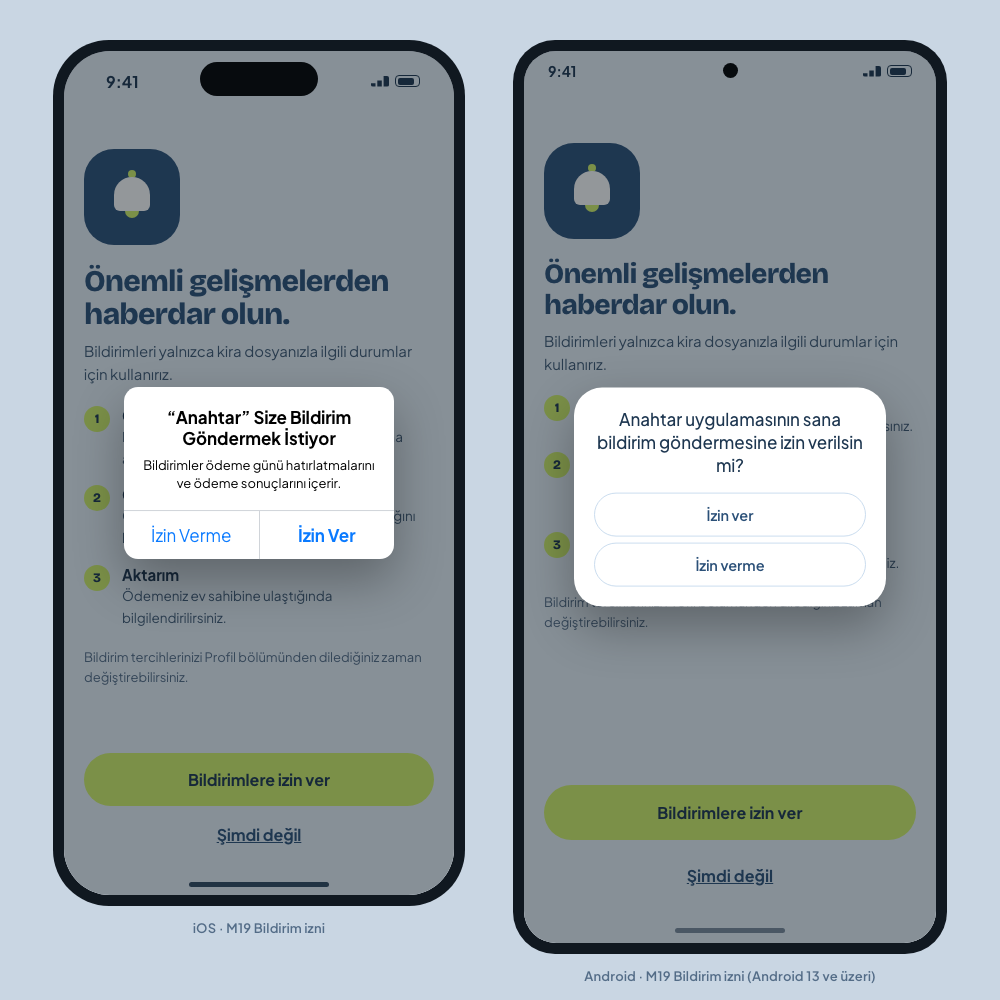 9:41
Önemli gelişmelerden
haberdar olun.
Bildirimleri yalnızca kira dosyanızla ilgili durumlar
için kullanırız.
1
“Anahtar” Size Bildirim
Göndermek İstiyor
Bildirimler ödeme günü hatırlatmalarını
ve ödeme sonuçlarını içerir.
2
İzin Verme
İzin Ver
3
Aktarım
Ödemeniz ev sahibine ulaştığında
bilgilendirilirsiniz.
Bildirim tercihlerinizi Profil bölümünden dilediğiniz zaman
değiştirebilirsiniz.
Bildirimlere izin ver
Şimdi değil
iOS · M19 Bildirim izni
9:41
Önemli gelişmelerden
haberdar olun.
Bildirimleri yalnızca kira dosyanızla ilgili durumlar için
kullanırız.
1
Anahtar uygulamasının sana
bildirim göndermesine izin verilsin
mi?
2
İzin ver
3
İzin verme
Bildirim
değiştirebilirsiniz.
Bildirimlere izin ver
Şimdi değil
Android · M19 Bildirim izni (Android 13 ve üzeri)